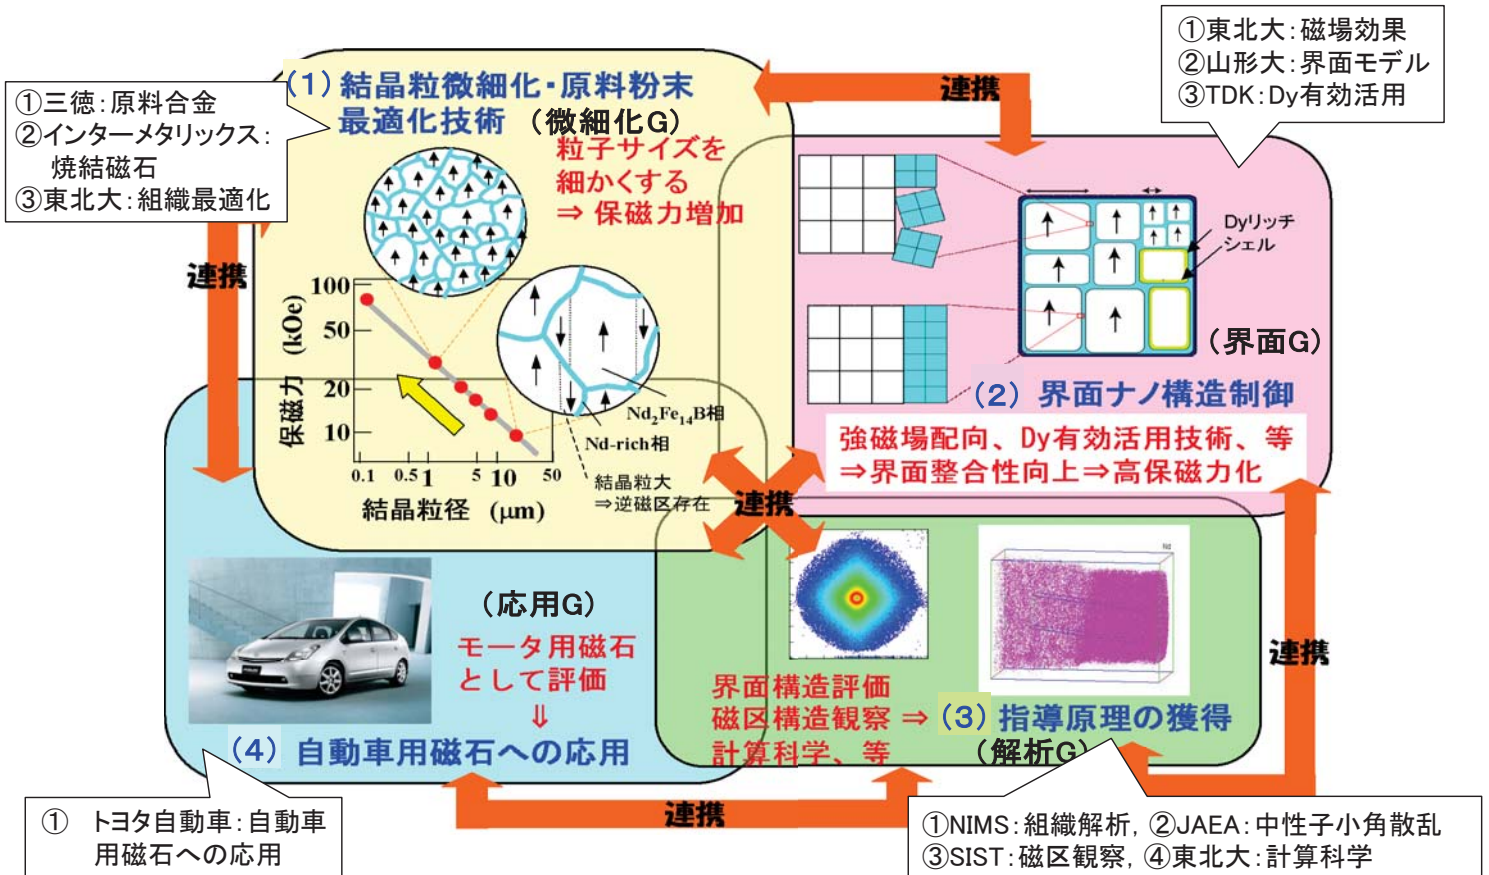 ①東北大：磁場効果
②山形大：界面モデル
③TDK：Dy有効活用
①三徳：原料合金
②インターメタリックス：
焼結磁石
③東北大：組織最適化
(1) 結晶粒微細化・原料粉末
最適化技術 （微細化G）
粒子サイズを
細かくする
⇒ 保磁力増加
連携
連携
Dyリッチ
シェル
（界面G）
(2) 界面ナノ構造制御
強磁場配向、Dy有効活用技術、等
⇒界面整合性向上⇒高保磁力化
保磁力 (kOe)
100
50
20
10
0.1 0.5 1 5 10 50
結晶粒径 (μm)
Nd2Fe14B相
Nd-rich相
結晶粒大
⇒逆磁区存在
連携
（応用G）
モータ用磁石
として評価
⇓
(4) 自動車用磁石への応用
界面構造評価
磁区構造観察 ⇒ (3) 指導原理の獲得
計算科学、等 （解析G）
Nd
連携
連携
① トヨタ自動車：自動車
用磁石への応用
①NIMS：組織解析, ②JAEA：中性子小角散乱
③SIST：磁区観察, ④東北大：計算科学